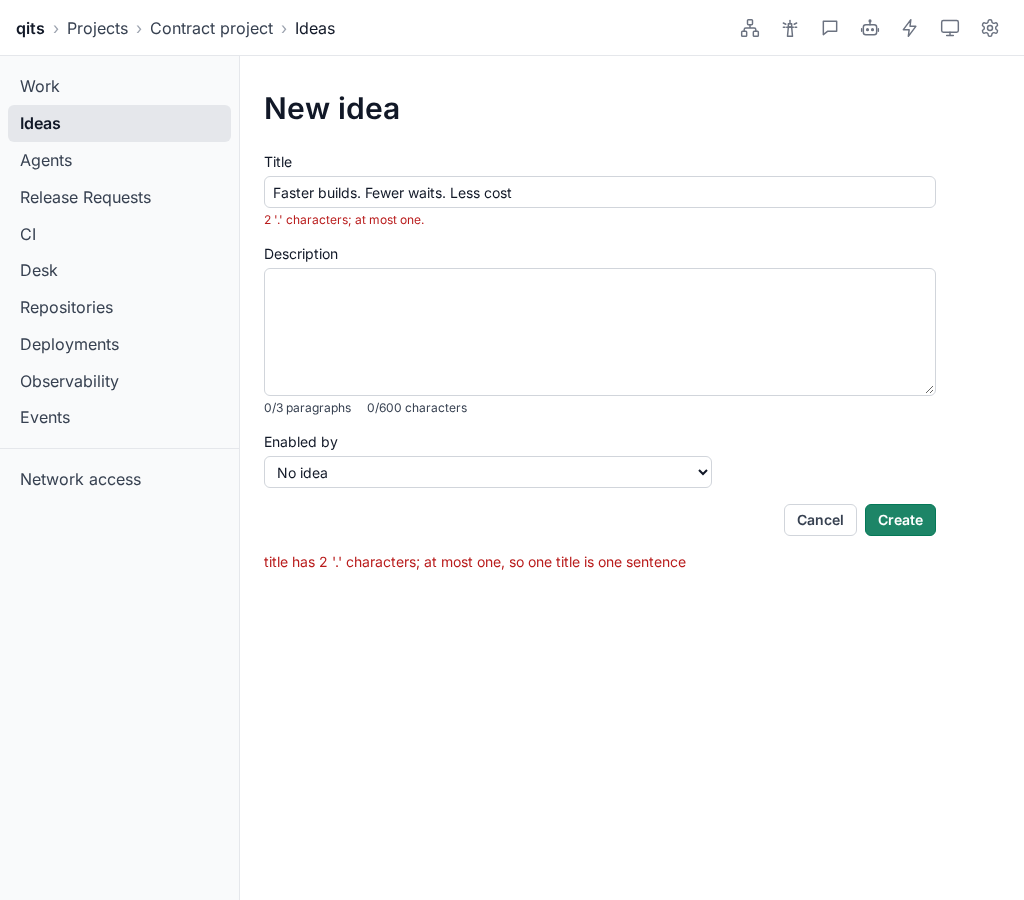 qits › Projects › Contract project › Ideas
Work
Ideas
Agents
Release Requests
CI
Desk
Repositories
Deployments
Observability
Events
Network access
New idea
Title
Faster builds. Fewer waits. Less cost
2 '.' characters; at most one.
Description
0/3 paragraphs 0/600 characters
Enabled by
No idea
Cancel Create
title has 2 '.' characters; at most one, so one title is one sentence